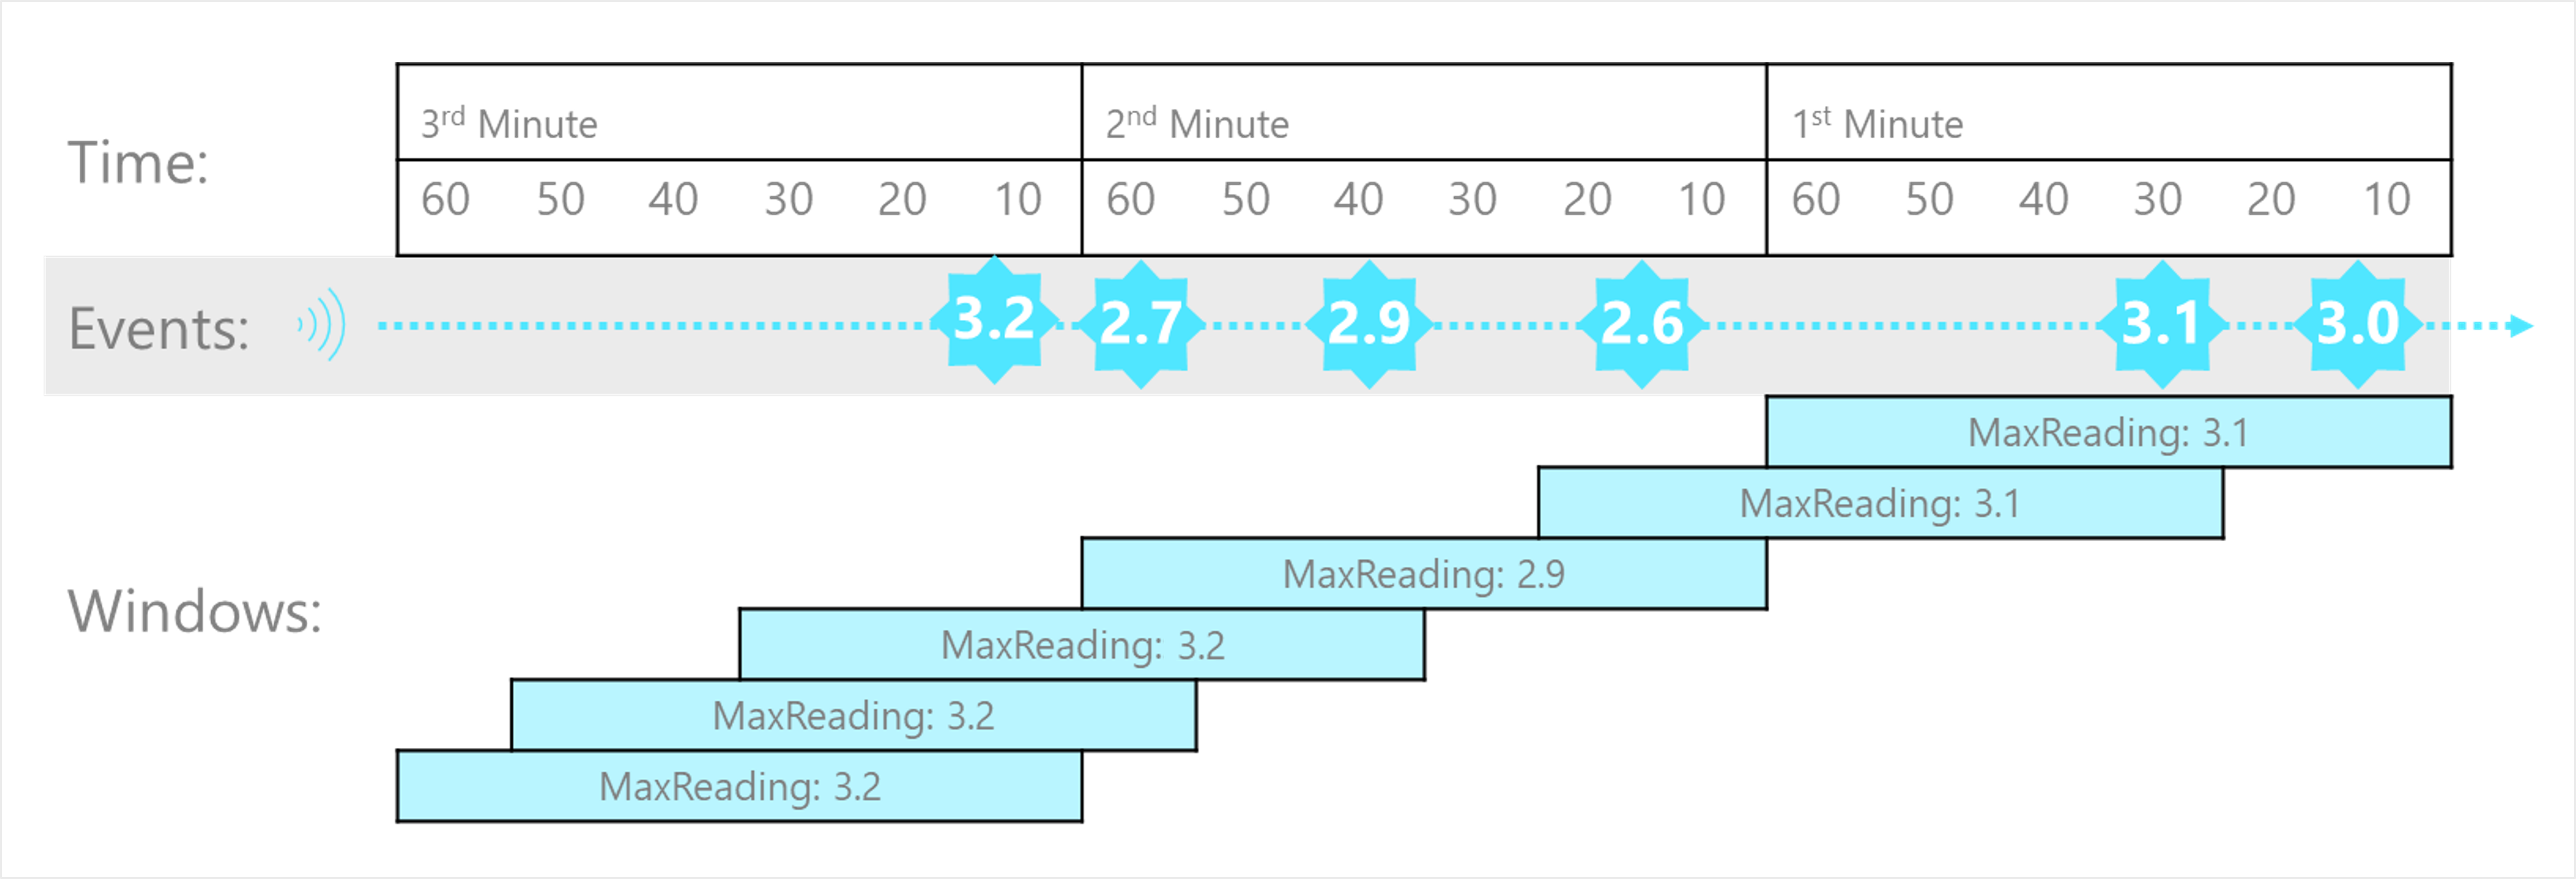 Time:
3rd Minute 2nd Minute 1st Minute
60 50 40 30 20 10 60 50 40 30 20 10 60 50 40 30 20 10
Events:
3.2 2.7 2.9 2.6 3.1 3.0
MaxReading: 3.1
MaxReading: 3.1
MaxReading: 2.9
Windows:
MaxReading: 3.2
MaxReading: 3.2
MaxReading: 3.2